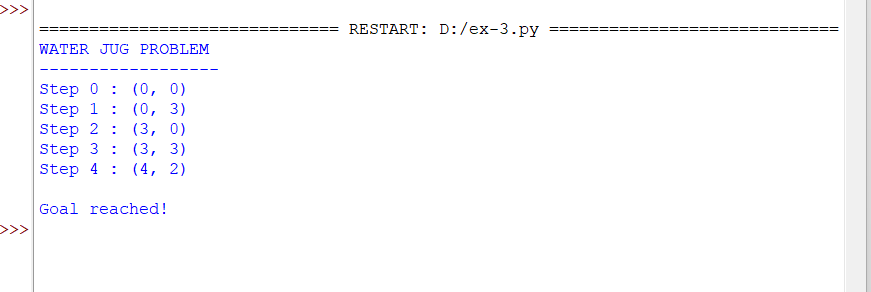 >>>
============================== RESTART: D:/ex-3.py =============================
WATER JUG PROBLEM
------------------
Step 0 : (0, 0)
Step 1 : (0, 3)
Step 2 : (3, 0)
Step 3 : (3, 3)
Step 4 : (4, 2)
Goal reached!
>>>